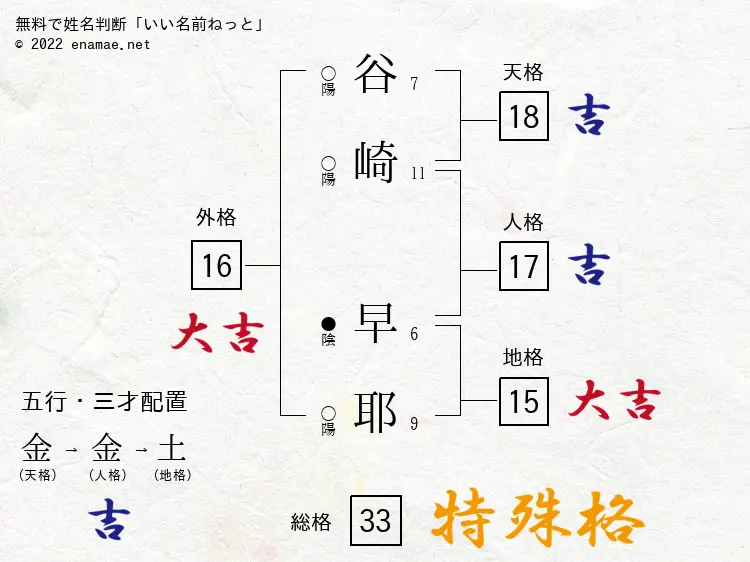 無料で姓名判断「いい名前ねっと」
© 2022 enamae.net
○陽 谷 7
○陽 崎 11
●陰 早 6
○陽 耶 9
天格
18 吉
人格
17 吉
地格
15 大吉
外格
16
大吉
五行・三才配置
金→金→土
(天格) (人格) (地格)
吉
総格 33 特殊格